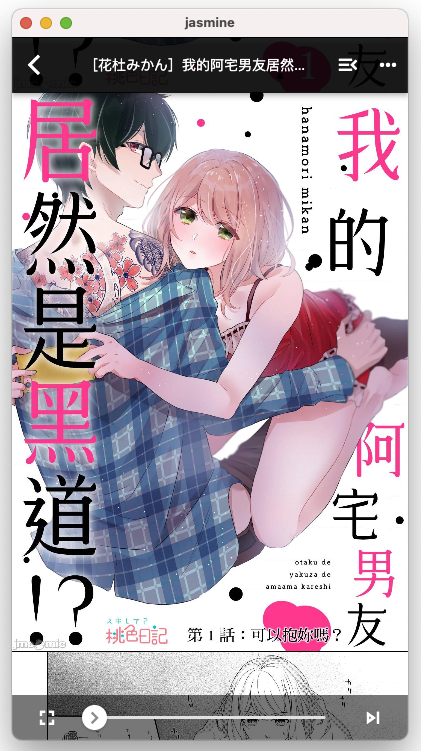 jasmine
［花杜みかん］我的阿宅男友居然...
1
hanamori mikan
我的
阿宅男友
居然是黑道!?
otaku de
yakuza de
amaama kareshi
桃色日記
第1話：可以抱妳嗎？